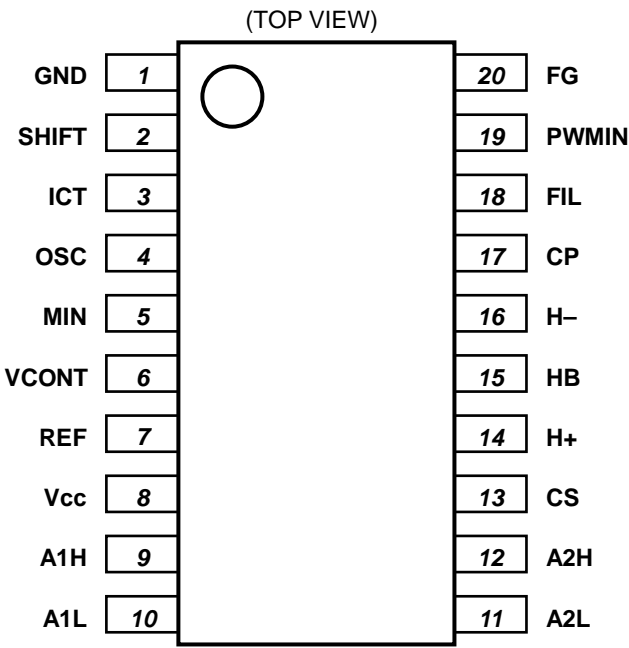 (TOP VIEW)
GND 1 20 FG
SHIFT 2 19 PWMIN
ICT 3 18 FIL
OSC 4 17 CP
MIN 5 16 H–
VCONT 6 15 HB
REF 7 14 H+
Vcc 8 13 CS
A1H 9 12 A2H
A1L 10 11 A2L